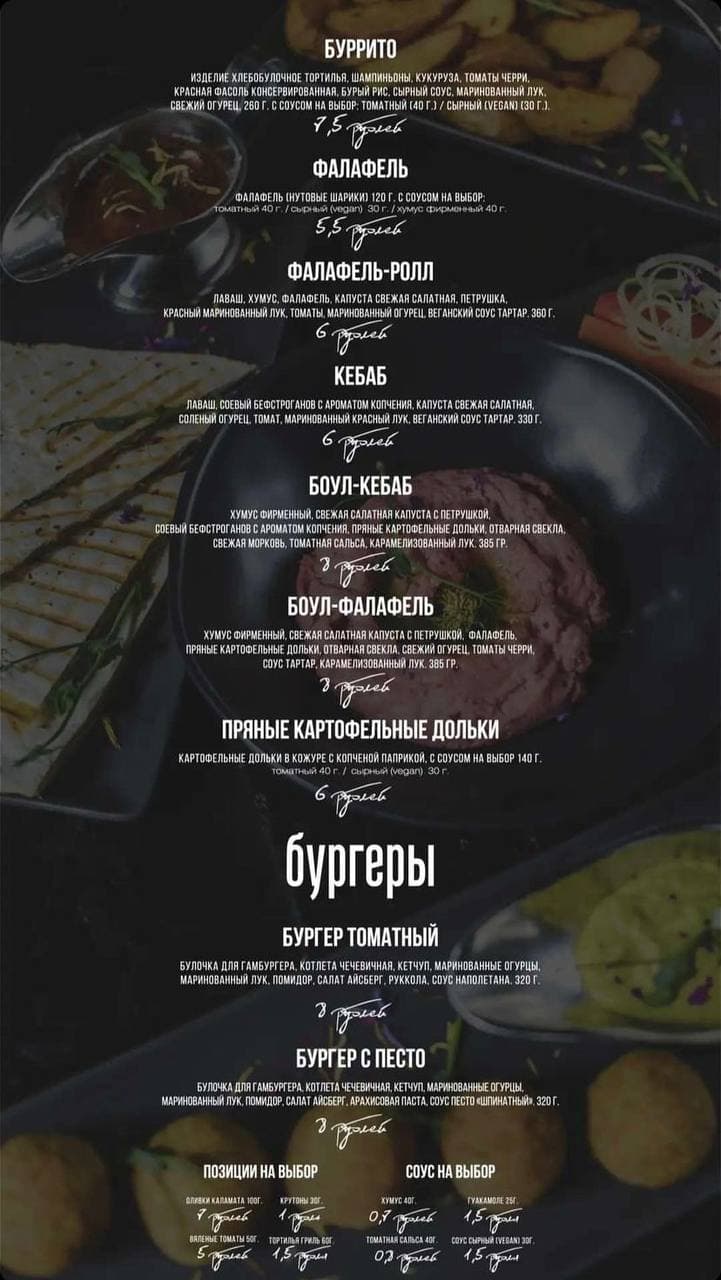 БУРРИТО
ИЗДЕЛИЕ ХЛЕБОБУЛОЧНОЕ ТОРТИЛЬЯ, ШАМПИНЬОНЫ, КУКУРУЗА, ТОМАТЫ ЧЕРРИ,
КРАСНАЯ ФАСОЛЬ КОНСЕРВИРОВАННАЯ, БУРЫЙ РИС, СЫРНЫЙ СОУС, МАРИНОВАННЫЙ ЛУК,
СВЕЖИЙ ОГУРЕЦ. 260 Г. С СОУСОМ НА ВЫБОР: ТОМАТНЫЙ (40 Г.) / СЫРНЫЙ (VEGAN) (30 Г.).
7,5 рублей
ФАЛАФЕЛЬ
ФАЛАФЕЛЬ (НУТОВЫЕ ШАРИКИ) 120 Г. С СОУСОМ НА ВЫБОР:
томатный 40 г. / сырный (vegan) 30 г. / хумус фирменный 40 г.
5,5 рублей
ФАЛАФЕЛЬ-РОЛЛ
ЛАВАШ, ХУМУС, ФАЛАФЕЛЬ, КАПУСТА СВЕЖАЯ САЛАТНАЯ, ПЕТРУШКА,
КРАСНЫЙ МАРИНОВАННЫЙ ЛУК, ТОМАТЫ, МАРИНОВАННЫЙ ОГУРЕЦ, ВЕГАНСКИЙ СОУС ТАРТАР. 360 Г.
6 рублей
КЕБАБ
ЛАВАШ, СОЕВЫЙ БЕФСТРОГАНОВ С АРОМАТОМ КОПЧЕНИЯ, КАПУСТА СВЕЖАЯ САЛАТНАЯ,
СОЛЕНЫЙ ОГУРЕЦ, ТОМАТ, МАРИНОВАННЫЙ КРАСНЫЙ ЛУК, ВЕГАНСКИЙ СОУС ТАРТАР. 330 Г.
6 рублей
БОУЛ-КЕБАБ
ХУМУС ФИРМЕННЫЙ, СВЕЖАЯ САЛАТНАЯ КАПУСТА С ПЕТРУШКОЙ,
СОЕВЫЙ БЕФСТРОГАНОВ С АРОМАТОМ КОПЧЕНИЯ, ПРЯНЫЕ КАРТОФЕЛЬНЫЕ ДОЛЬКИ, ОТВАРНАЯ СВЕКЛА,
СВЕЖАЯ МОРКОВЬ, ТОМАТНАЯ САЛЬСА, КАРАМЕЛИЗОВАННЫЙ ЛУК. 385 ГР.
8 рублей
БОУЛ-ФАЛАФЕЛЬ
ХУМУС ФИРМЕННЫЙ, СВЕЖАЯ САЛАТНАЯ КАПУСТА С ПЕТРУШКОЙ, ФАЛАФЕЛЬ,
ПРЯНЫЕ КАРТОФЕЛЬНЫЕ ДОЛЬКИ, ОТВАРНАЯ СВЕКЛА, СВЕЖИЙ ОГУРЕЦ, ТОМАТЫ ЧЕРРИ,
СОУС ТАРТАР, КАРАМЕЛИЗОВАННЫЙ ЛУК. 385 ГР.
8 рублей
ПРЯНЫЕ КАРТОФЕЛЬНЫЕ ДОЛЬКИ
КАРТОФЕЛЬНЫЕ ДОЛЬКИ В КОЖУРЕ С КОПЧЕНОЙ ПАПРИКОЙ, С СОУСОМ НА ВЫБОР 140 Г.
томатный 40 г. / сырный (vegan) 30 г.
6 рублей
бургеры
БУРГЕР ТОМАТНЫЙ
БУЛОЧКА ДЛЯ ГАМБУРГЕРА, КОТЛЕТА ЧЕЧЕВИЧНАЯ, КЕТЧУП, МАРИНОВАННЫЕ ОГУРЦЫ,
МАРИНОВАННЫЙ ЛУК, ПОМИДОР, САЛАТ АЙСБЕРГ, РУККОЛА, СОУС НАПОЛЕТАНА. 320 Г.
8 рублей
БУРГЕР С ПЕСТО
БУЛОЧКА ДЛЯ ГАМБУРГЕРА, КОТЛЕТА ЧЕЧЕВИЧНАЯ, КЕТЧУП, МАРИНОВАННЫЕ ОГУРЦЫ,
МАРИНОВАННЫЙ ЛУК, ПОМИДОР, САЛАТ АЙСБЕРГ, АРАХИСОВАЯ ПАСТА, СОУС ПЕСТО «ШПИНАТНЫЙ». 320 Г.
8 рублей
ПОЗИЦИИ НА ВЫБОР СОУС НА ВЫБОР
ОЛИВКИ КАЛАМАТА 100Г. КРУТОНЫ 30Г. ХУМУС 40Г. ГУАКАМОЛЕ 25Г.
7 рублей 1 рубль 0,7 рублей 1,5 рубля
ВЯЛЕНЫЕ ТОМАТЫ 50Г. ТОРТИЛЬЯ ГРИЛЬ 60Г. ТОМАТНАЯ САЛЬСА 40Г. СОУС СЫРНЫЙ (VEGAN) 30Г.
5 рублей 1,5 рубля 0,8 рублей 1,5 рубля